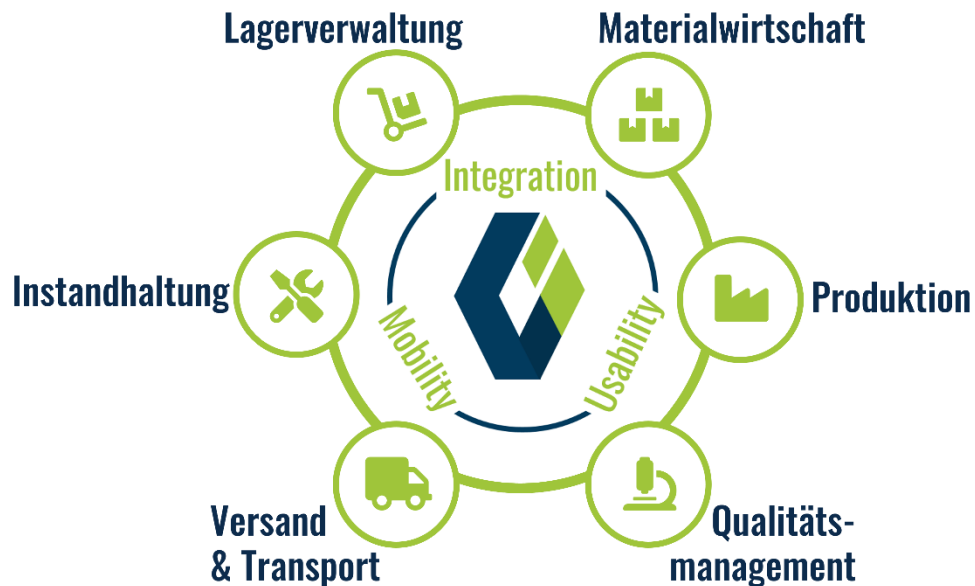 Lagerverwaltung
Materialwirtschaft
Integration
Instandhaltung
Produktion
Mobility
Usability
Versand
& Transport
Qualitäts-
management